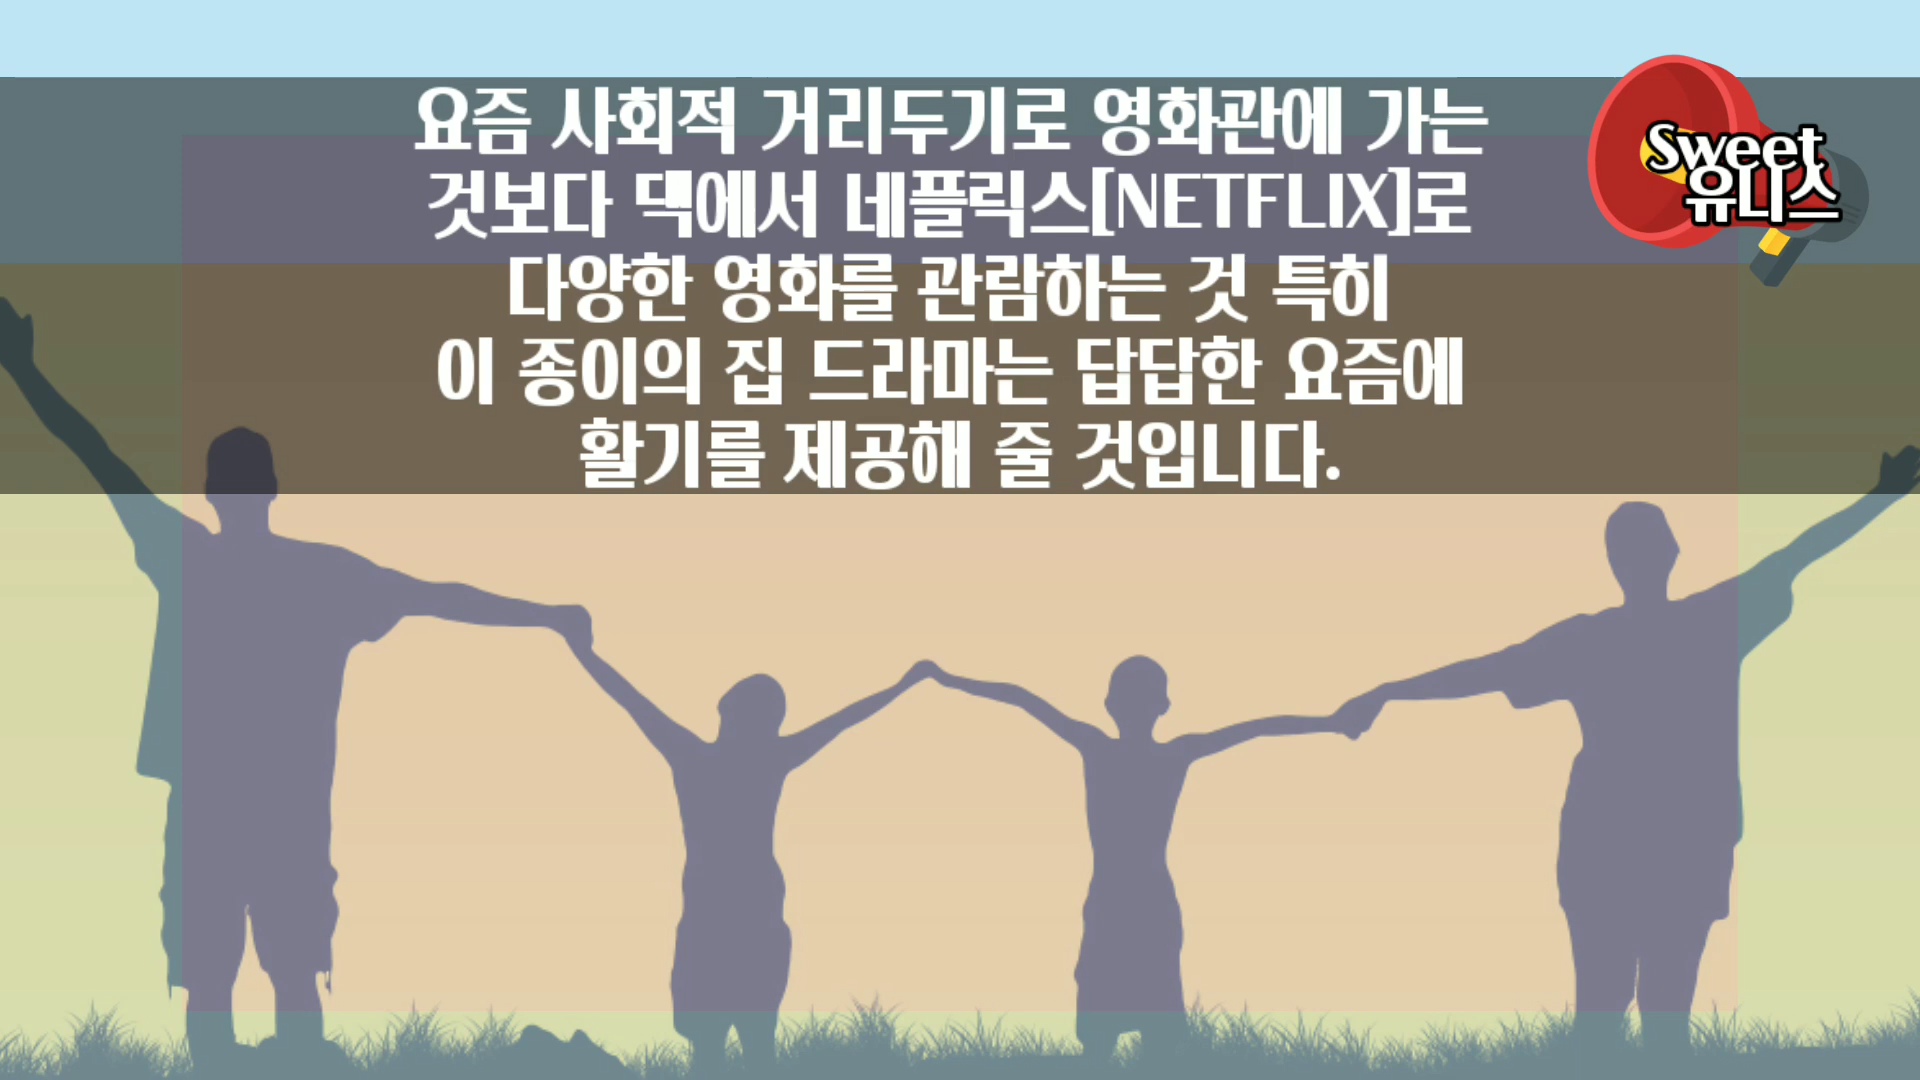 요즘 사회적 거리두기로 영화관에 가는
것보다 댁에서 네플릭스[NETFLIX]로
다양한 영화를 관람하는 것 특히
이 종이의 집 드라마는 답답한 요즘에
활기를 제공해 줄 것입니다.
Sweet
유니스